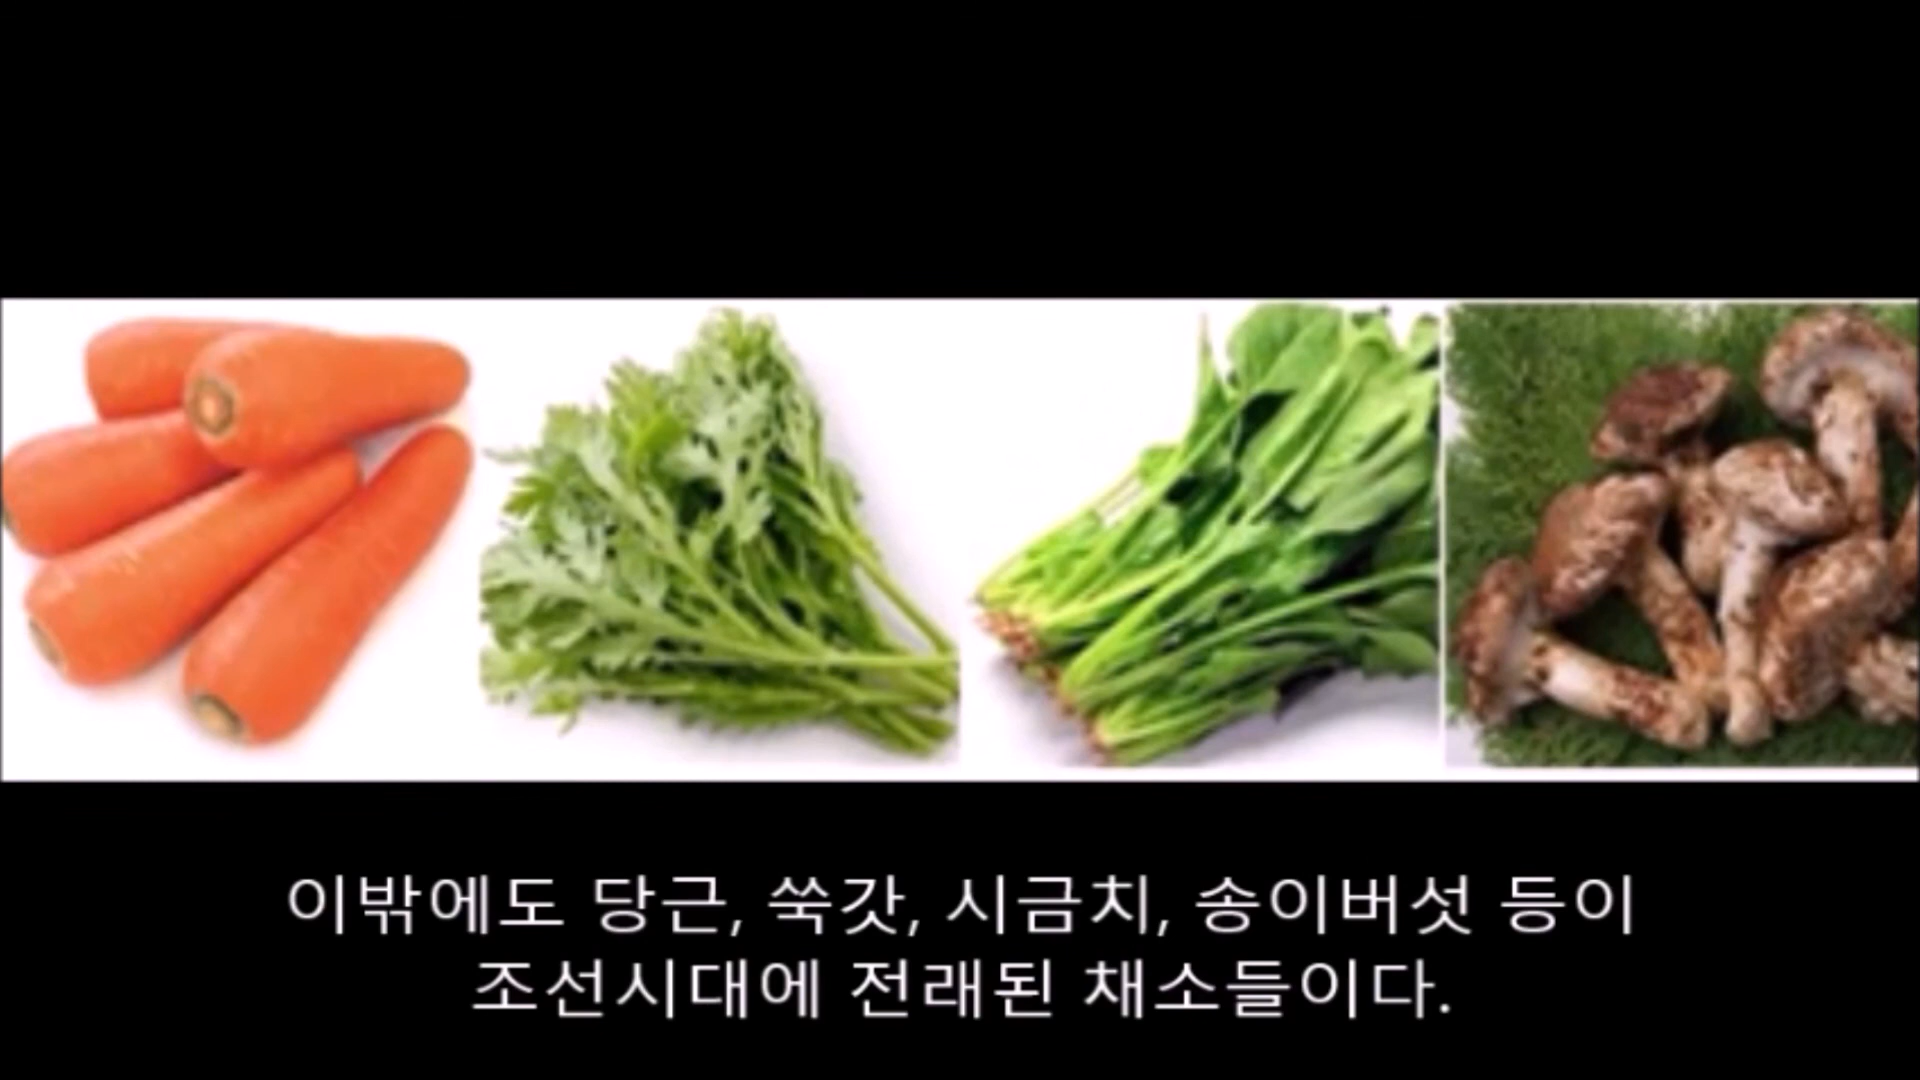 이밖에도 당근, 쑥갓, 시금치, 송이버섯 등이
조선시대에 전래된 채소들이다.